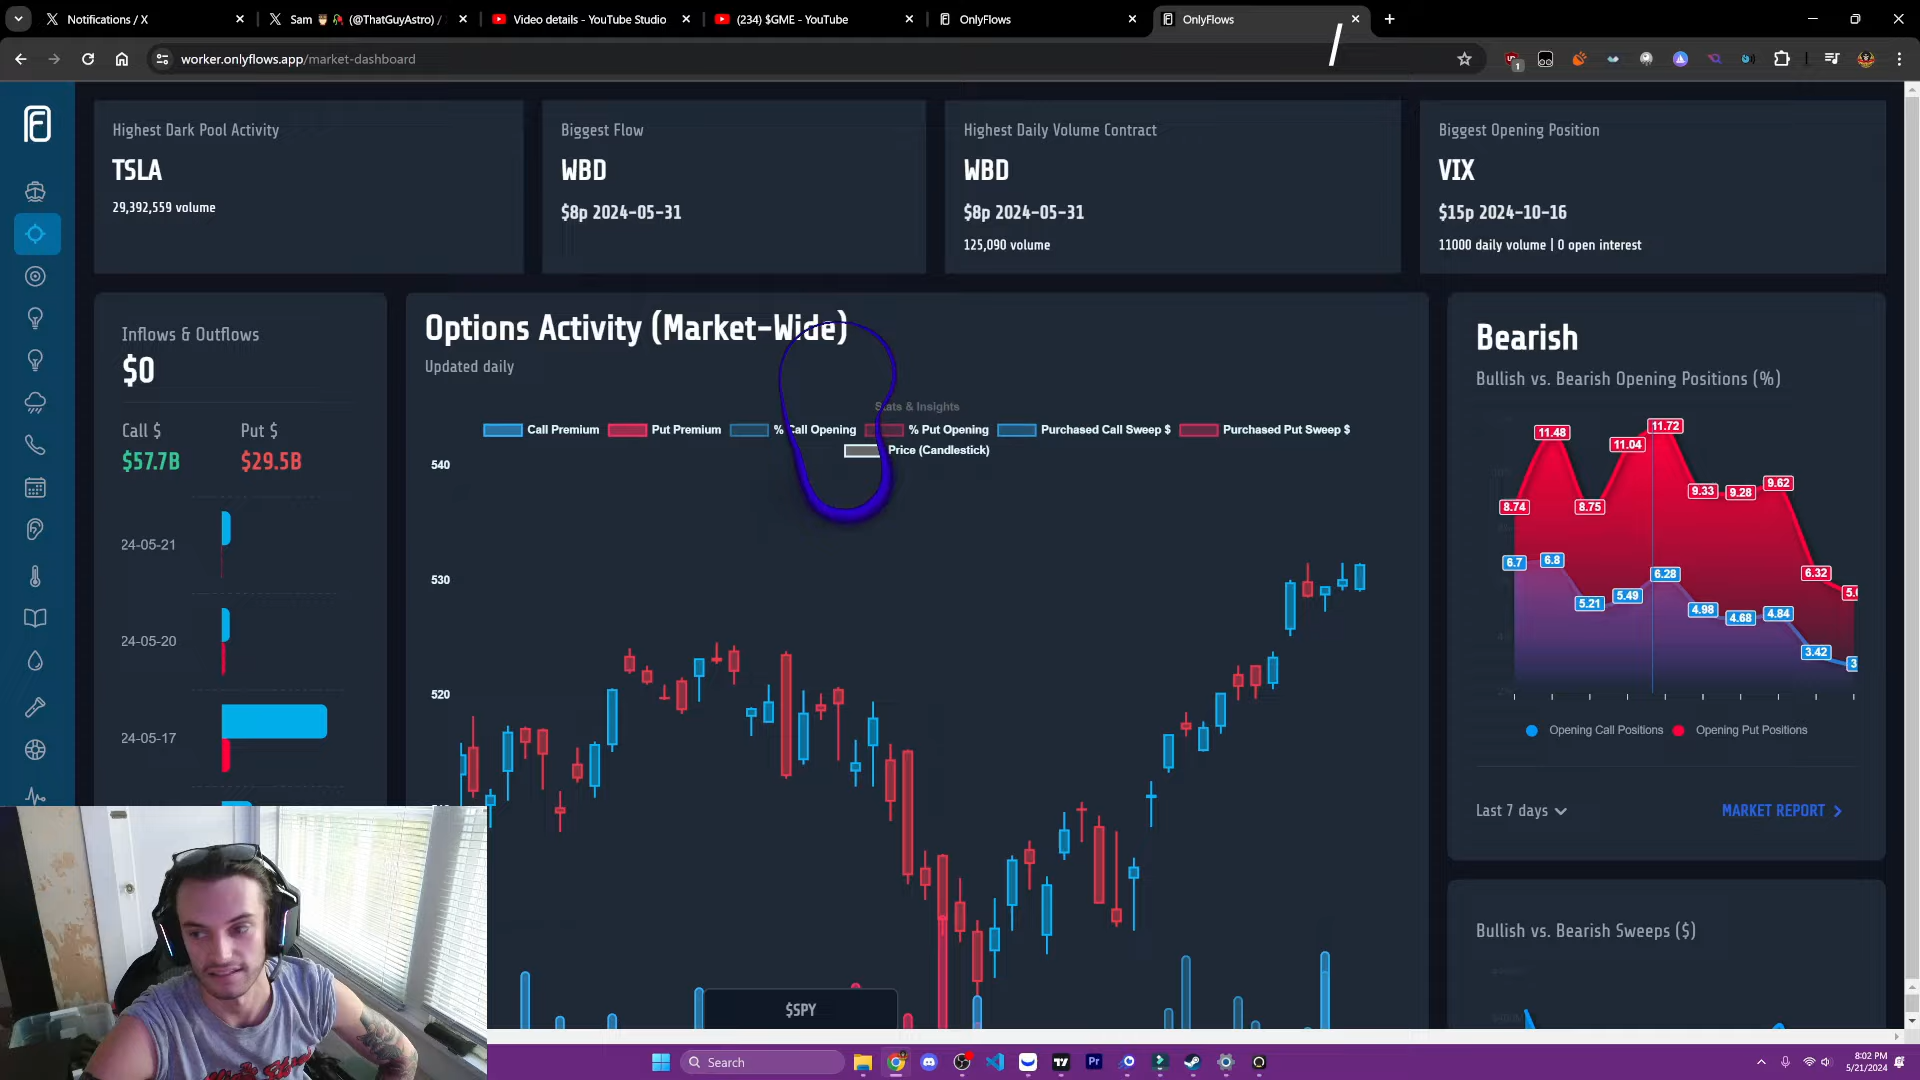 Notifications / X
Sam (@ThatGuyAstro) /
Video details - YouTube Studio
(234) $GME - YouTube
OnlyFlows
OnlyFlows
worker.onlyflows.app/market-dashboard
1
Highest Dark Pool Activity
TSLA
29,392,559 volume
Biggest Flow
WBD
$8p 2024-05-31
Highest Daily Volume Contract
WBD
$8p 2024-05-31
125,090 volume
Biggest Opening Position
VIX
$15p 2024-10-16
11000 daily volume | 0 open interest
Inflows & Outflows
$0
Call $
Put $
$57.7B
$29.5B
24-05-21
24-05-20
24-05-17
Options Activity (Market-Wide)
Updated daily
Stats & Insights
Call Premium
Put Premium
% Call Opening
% Put Opening
Purchased Call Sweep $
Purchased Put Sweep $
Price (Candlestick)
540
530
520
$SPY
Bearish
Bullish vs. Bearish Opening Positions (%)
8.74
11.48
8.75
11.04
11.72
9.33
9.28
9.62
6.32
6.7
6.8
5.21
5.49
6.28
4.98
4.68
4.84
3.42
3
Opening Call Positions
Opening Put Positions
Last 7 days
MARKET REPORT
Bullish vs. Bearish Sweeps ($)
Search
8:02 PM
5/21/2024